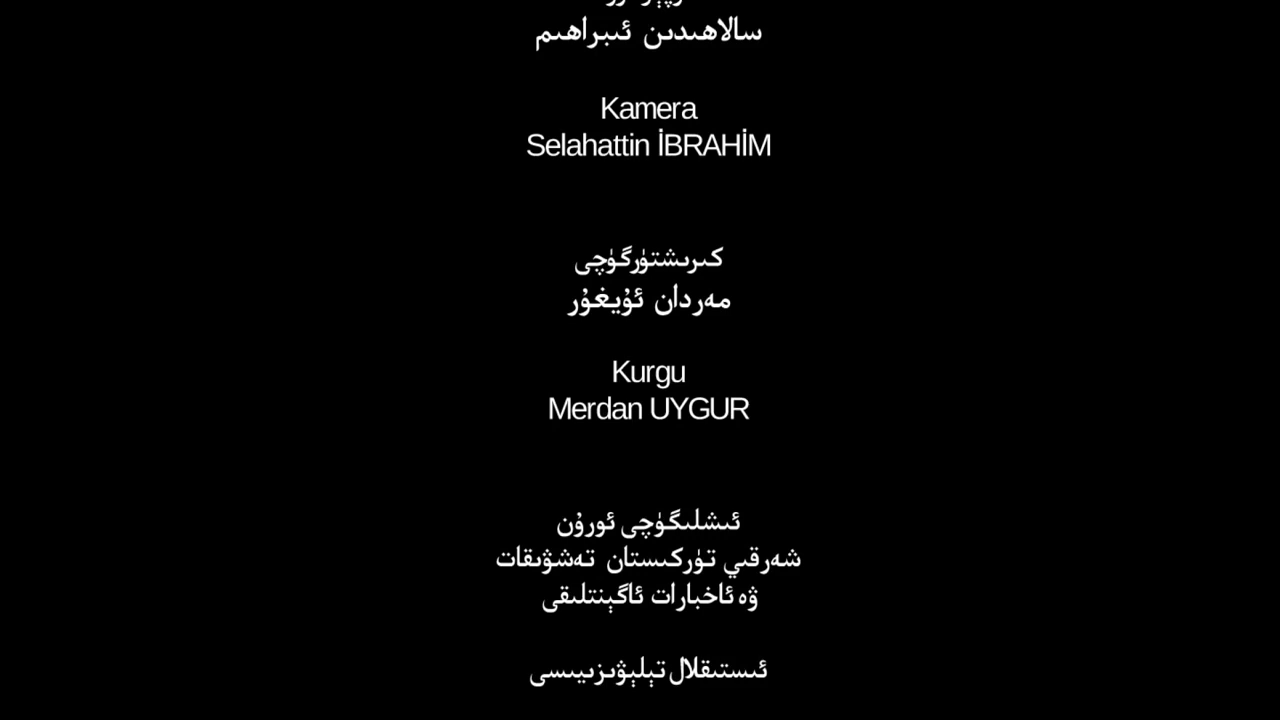 سالاھىدىن ئىبراھىم
Kamera
Selahattin İBRAHİM
كىرىشتۈرگۈچى
مەردان ئۇيغۇر
Kurgu
Merdan UYGUR
ئىشلىگۈچى ئورۇن
شەرقىي تۈركىستان تەشۋىقات
ۋە ئاخبارات ئاگېنتلىقى
ئىستىقلال تېلېۋىزىيىسى